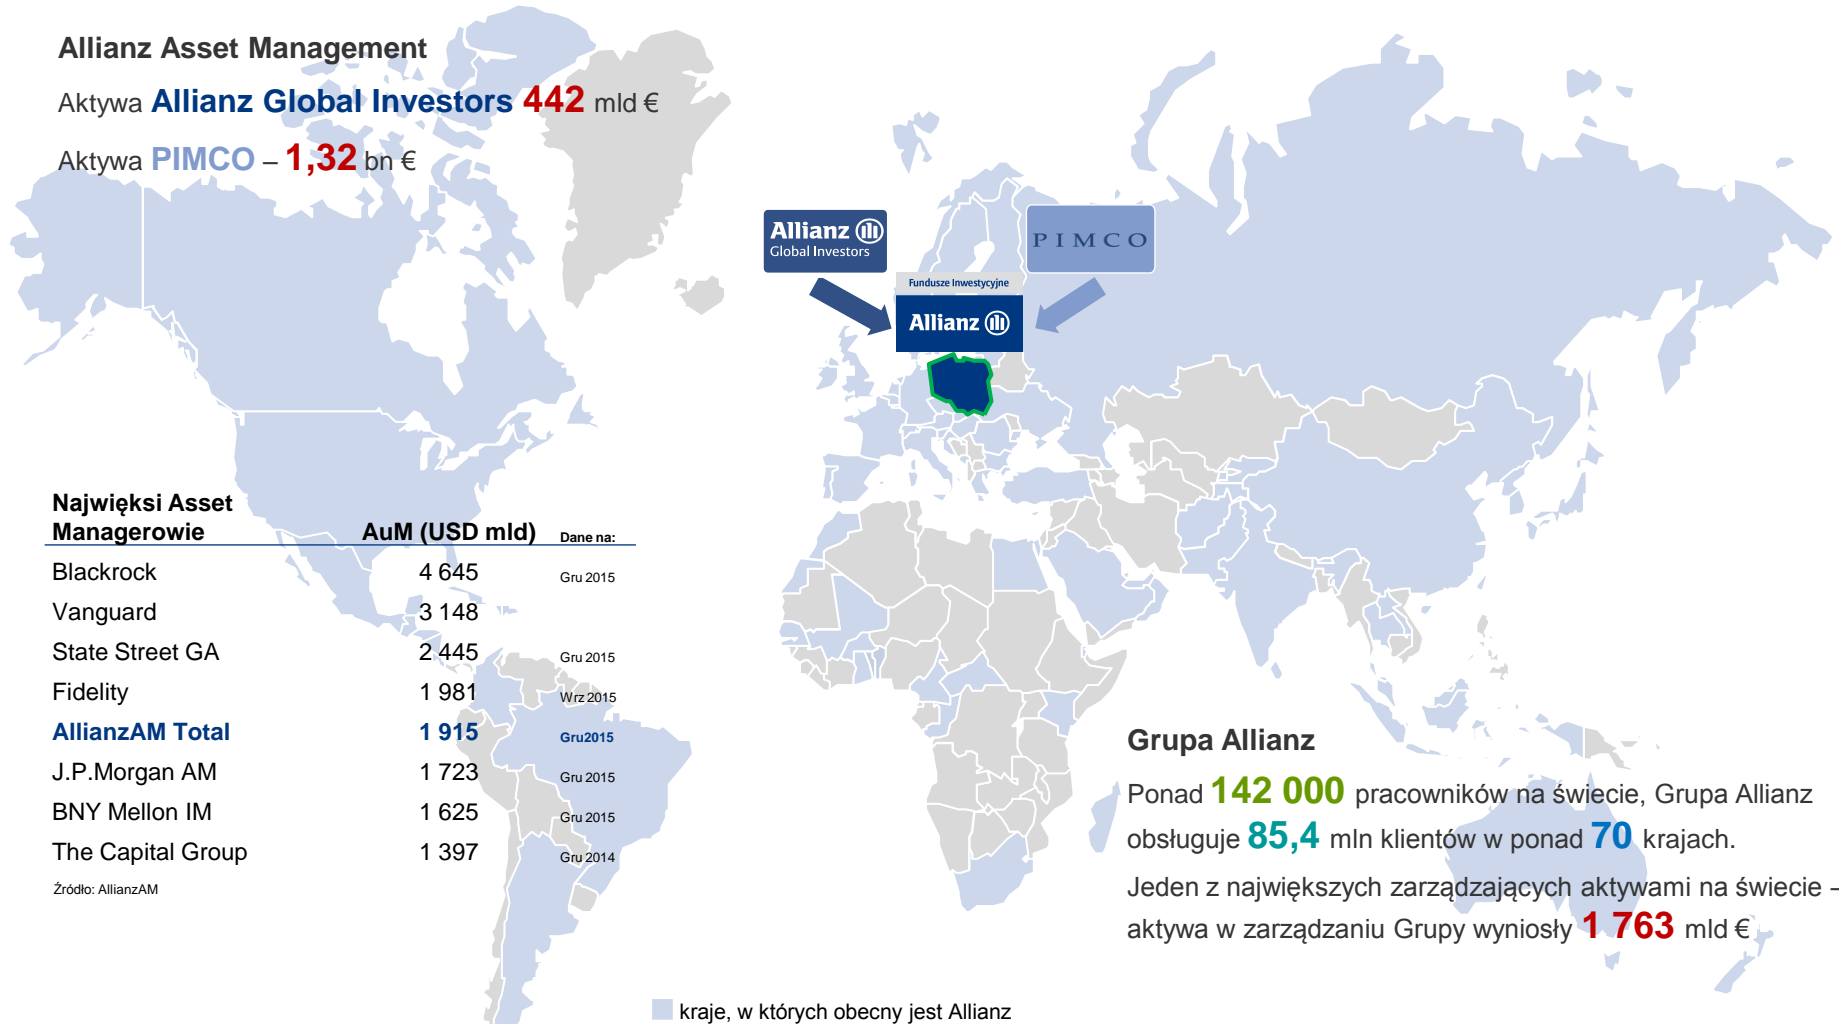 Allianz Asset Management
Aktywa Allianz Global Investors 442 mld €
Aktywa PIMCO – 1,32 bn €
Allianz
Global Investors
PIMCO
Fundusze Inwestycyjne
Allianz
Najwięksi Asset
Managerowie AuM (USD mld) Dane na:
Blackrock 4 645 Gru 2015
Vanguard 3 148
State Street GA 2 445 Gru 2015
Fidelity 1 981 Wrz 2015
AllianzAM Total 1 915 Gru2015
J.P.Morgan AM 1 723 Gru 2015
BNY Mellon IM 1 625 Gru 2015
The Capital Group 1 397 Gru 2014
Źródło: AllianzAM
Grupa Allianz
Ponad 142 000 pracowników na świecie, Grupa Allianz
obsługuje 85,4 mln klientów w ponad 70 krajach.
Jeden z największych zarządzających aktywami na świecie –
aktywa w zarządzaniu Grupy wyniosły 1 763 mld €
kraje, w których obecny jest Allianz